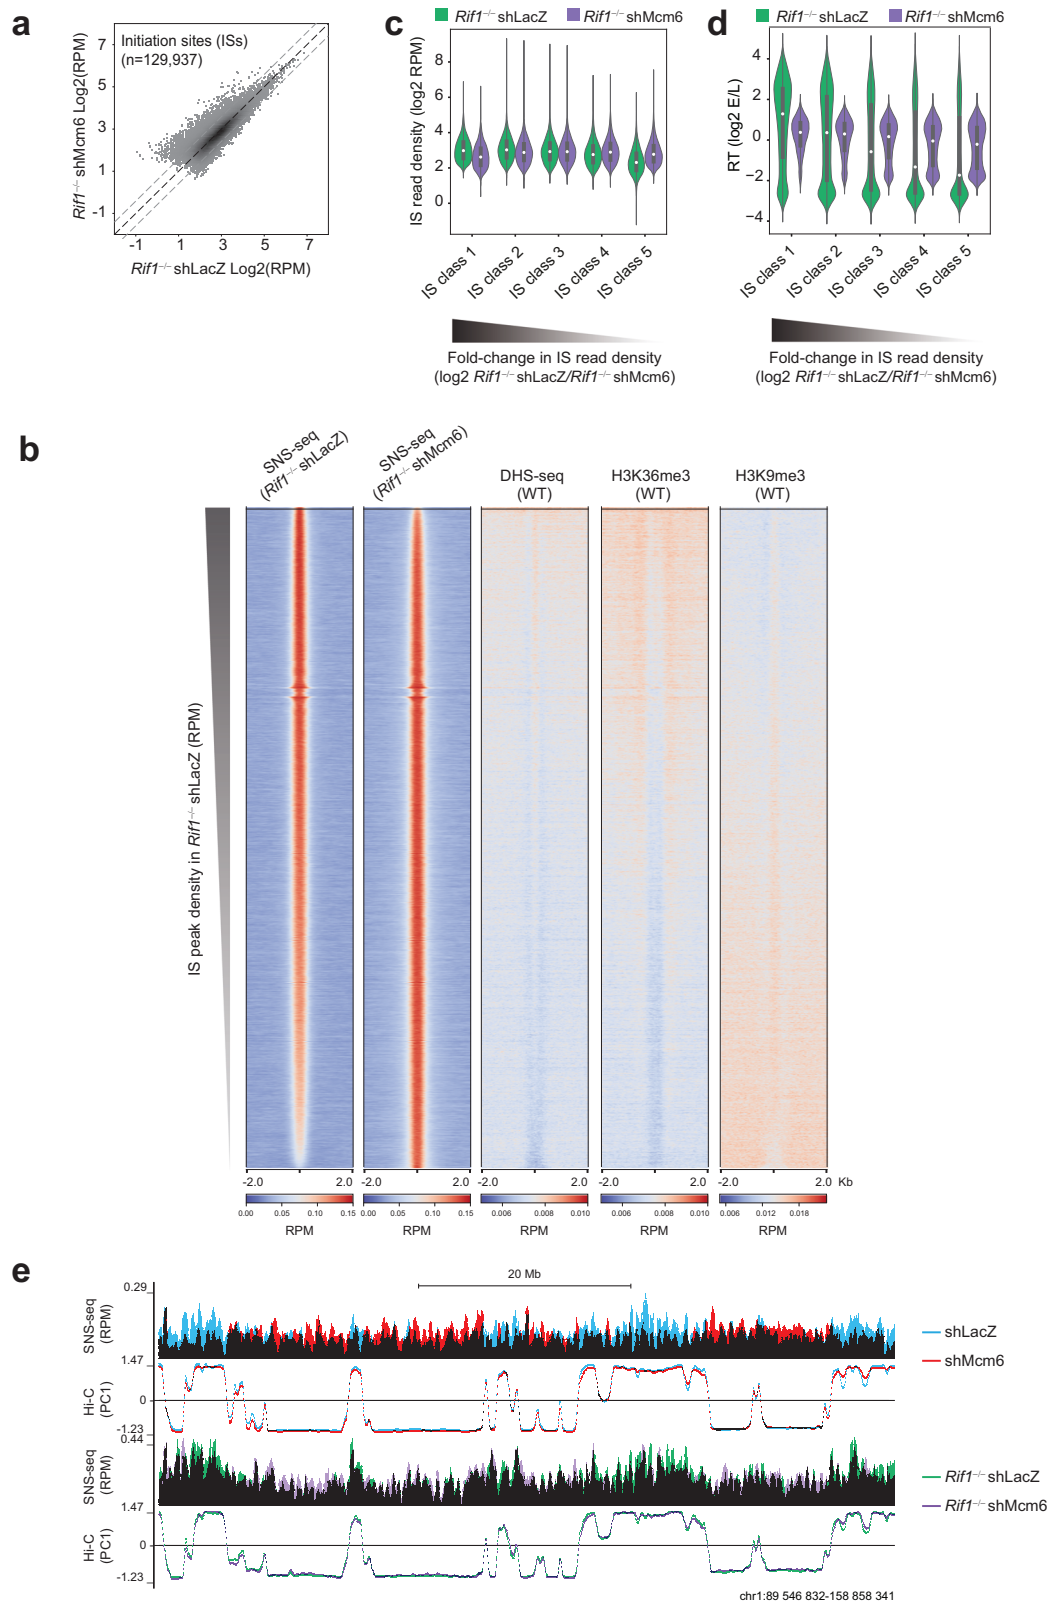 a
Initiation sites (ISs)
(n=129,937)
Rif1–/– shMcm6 Log2(RPM)
7
5
3
1
-1
-1 1 3 5 7
Rif1–/– shLacZ Log2(RPM)
c
Rif1–/– shLacZ Rif1–/– shMcm6
IS read density (log2 RPM)
8
6
4
2
0
IS class 1 IS class 2 IS class 3 IS class 4 IS class 5
Fold-change in IS read density
(log2 Rif1–/– shLacZ/Rif1–/– shMcm6)
d
Rif1–/– shLacZ Rif1–/– shMcm6
RT (log2 E/L)
4
2
0
−2
−4
IS class 1 IS class 2 IS class 3 IS class 4 IS class 5
Fold-change in IS read density
(log2 Rif1–/– shLacZ/Rif1–/– shMcm6)
b
SNS-seq
(Rif1–/– shLacZ)
SNS-seq
(Rif1–/– shMcm6)
DHS-seq
(WT)
H3K36me3
(WT)
H3K9me3
(WT)
IS peak density in Rif1–/– shLacZ (RPM)
-2.0 2.0 -2.0 2.0 -2.0 2.0 -2.0 2.0 -2.0 2.0 Kb
0.00 0.05 0.10 0.15 0.00 0.05 0.10 0.15 0.006 0.008 0.010 0.006 0.008 0.010 0.006 0.012 0.018
RPM RPM RPM RPM RPM
e
20 Mb
0.29
SNS-seq
(RPM)
1.47
Hi-C
(PC1)
0
-1.23
shLacZ
shMcm6
0.44
SNS-seq
(RPM)
1.47
Hi-C
(PC1)
0
-1.23
Rif1–/– shLacZ
Rif1–/– shMcm6
chr1:89 546 832-158 858 341